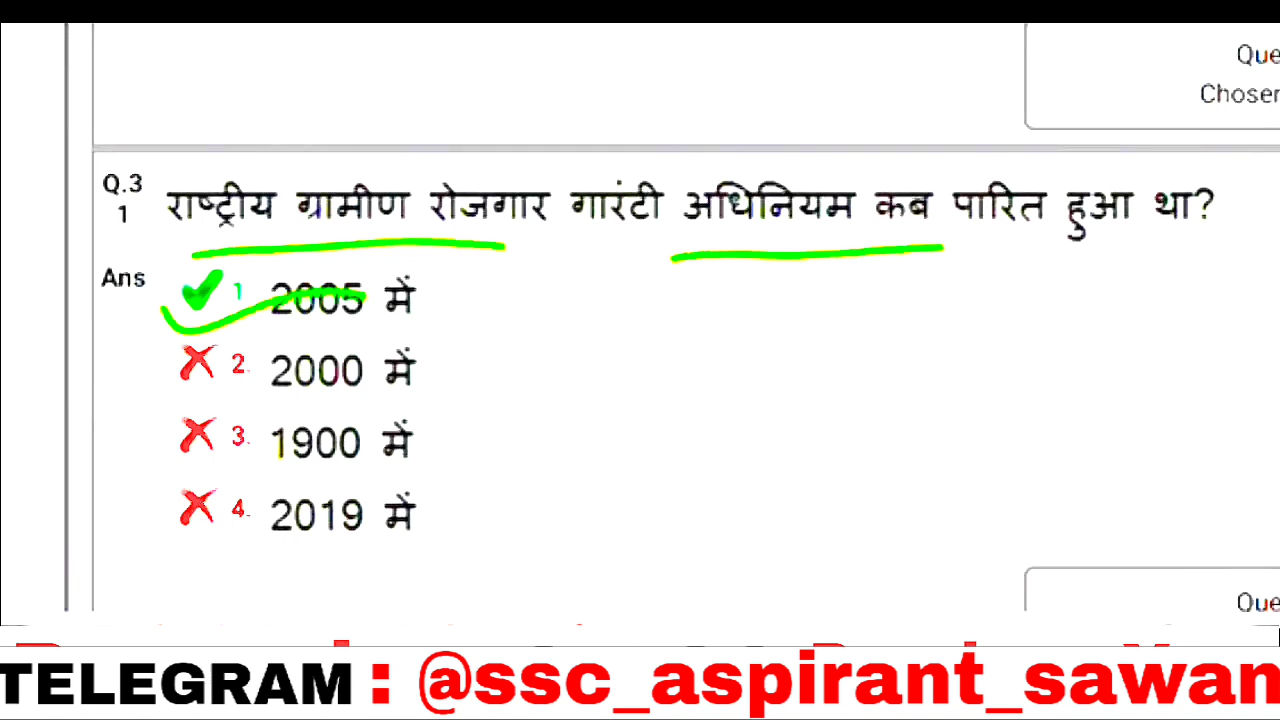 Que
Chosen
Q.3
1
राष्ट्रीय ग्रामीण रोजगार गारंटी अधिनियम कब पारित हुआ था?
Ans
1 2005 में
2. 2000 में
3. 1900 में
4. 2019 में
Que
TELEGRAM : @ssc_aspirant_sawan